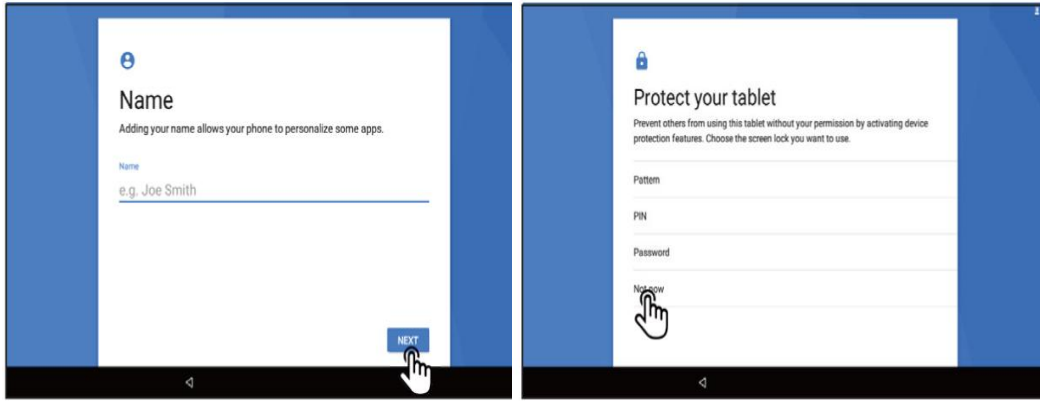 Name
Adding your name allows your phone to personalize some apps.
Name
e.g. Joe Smith
NEXT
Protect your tablet
Prevent others from using this tablet without your permission by activating device
protection features. Choose the screen lock you want to use.
Pattern
PIN
Password
Not now